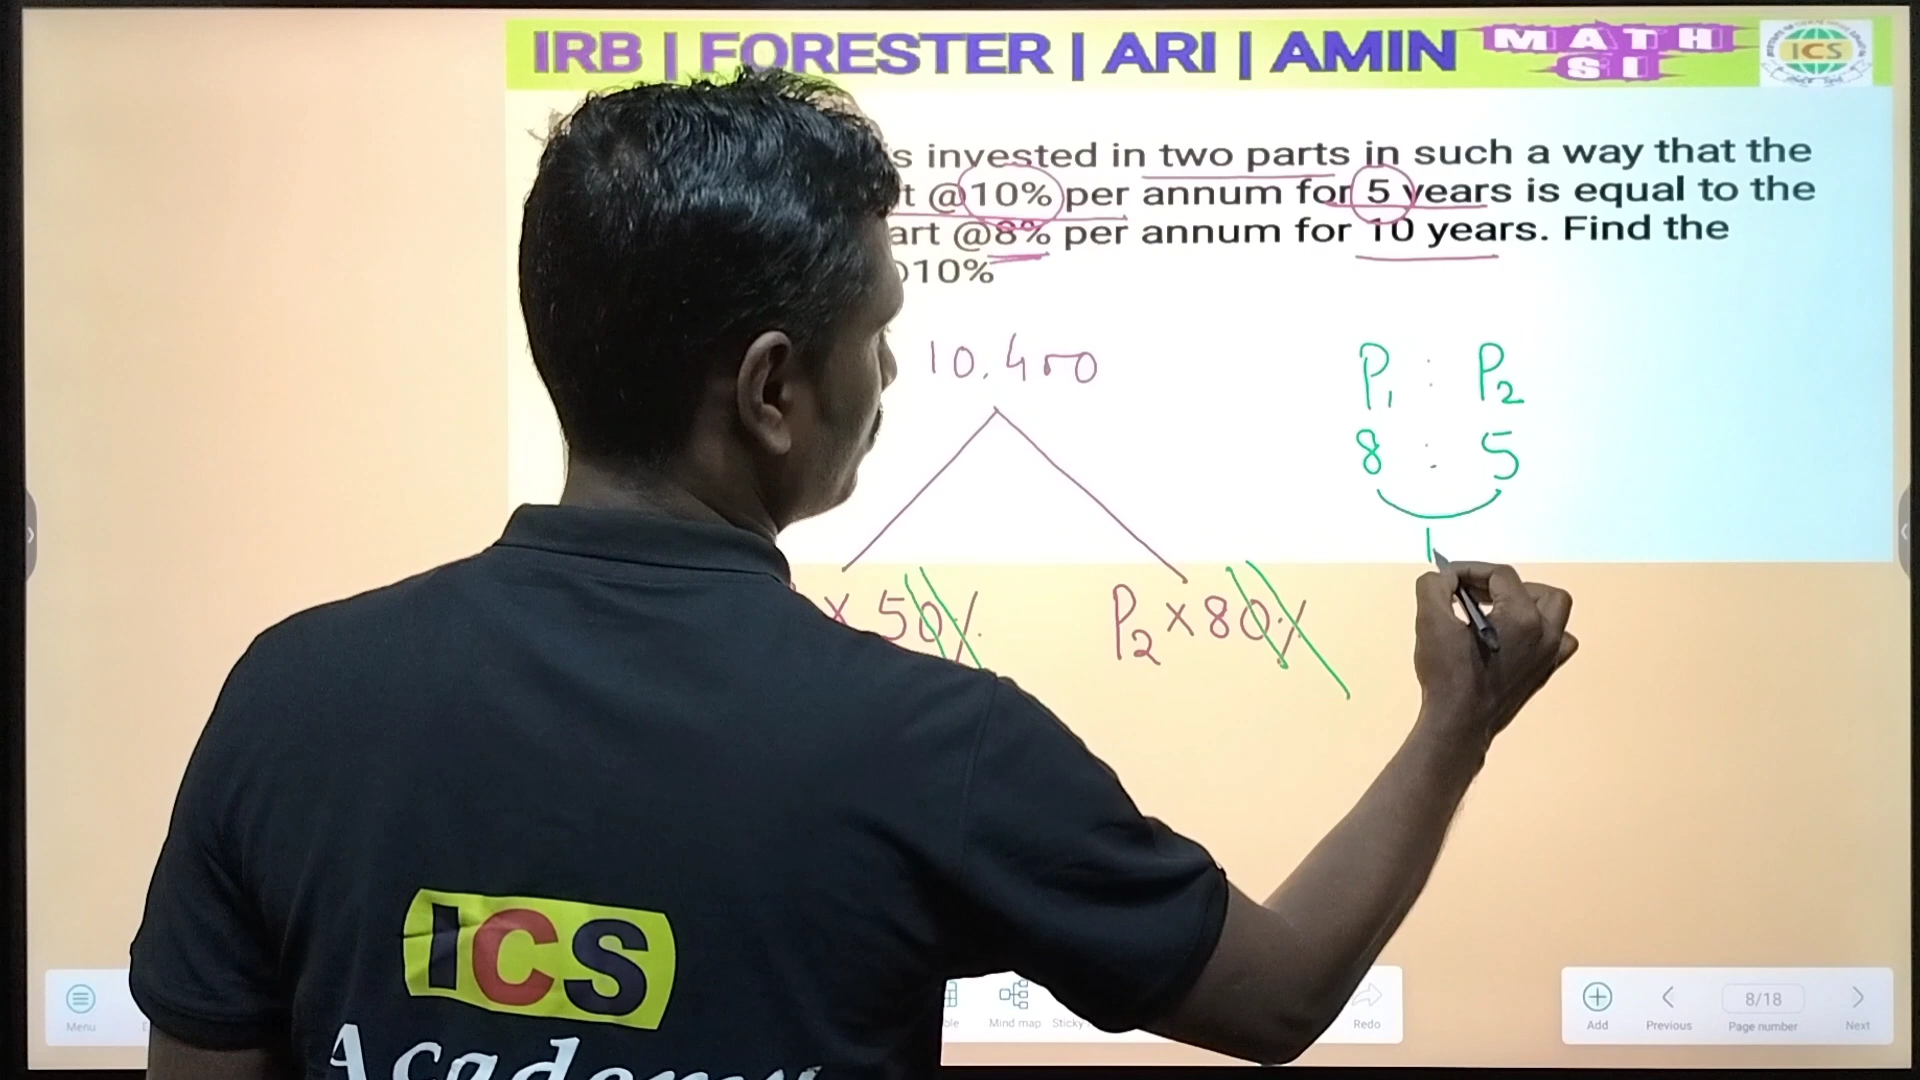 IRB | FORESTER | ARI | AMIN
MATH
SI
ICS
s invested in two parts in such a way that the
t @10% per annum for 5 years is equal to the
art @8% per annum for 10 years. Find the
10%
10,400
P₁ : P₂
8 : 5
1
× 50%
P₂ × 80%
ICS
Academy
Menu
Mind map
Sticky
Redo
Add
Previous
8/18
Page number
Next